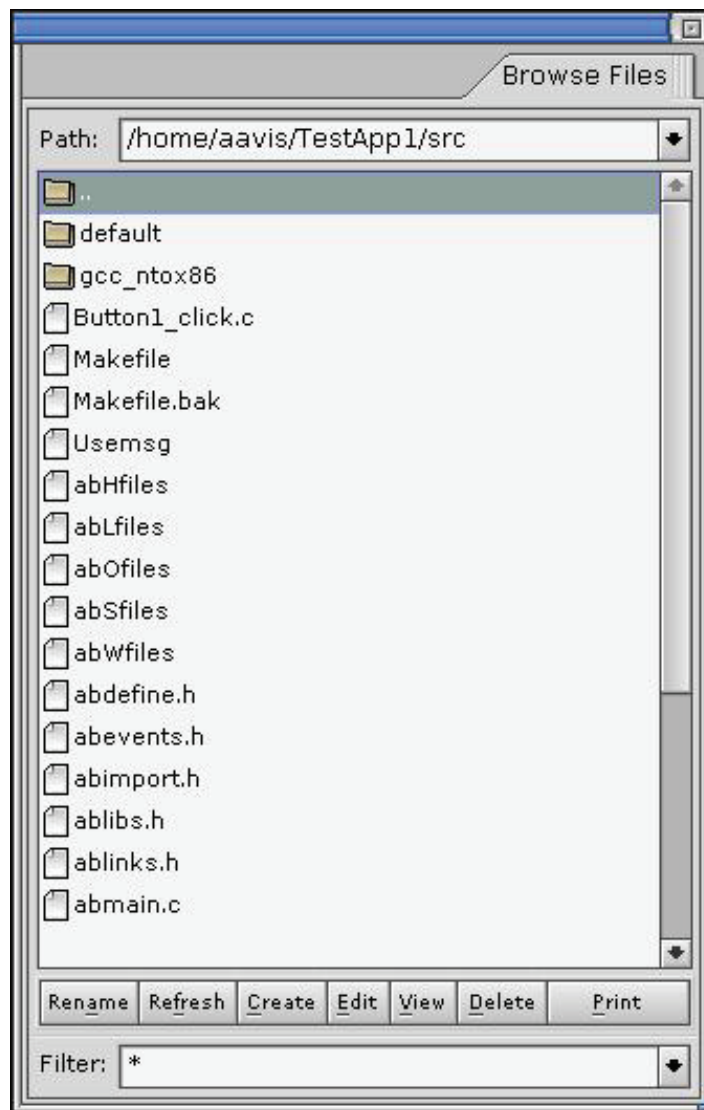 Browse Files
Path: /home/aavis/TestApp1/src
..
default
gcc_ntox86
Button1_click.c
Makefile
Makefile.bak
Usemsg
abHfiles
abLfiles
abOfiles
abSfiles
abWfiles
abdefine.h
abevents.h
abimport.h
ablibs.h
ablinks.h
abmain.c
Rename Refresh Create Edit View Delete Print
Filter: *